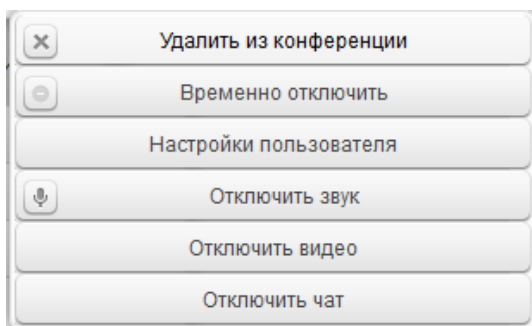 Удалить из конференции
Временно отключить
Настройки пользователя
Отключить звук
Отключить видео
Отключить чат